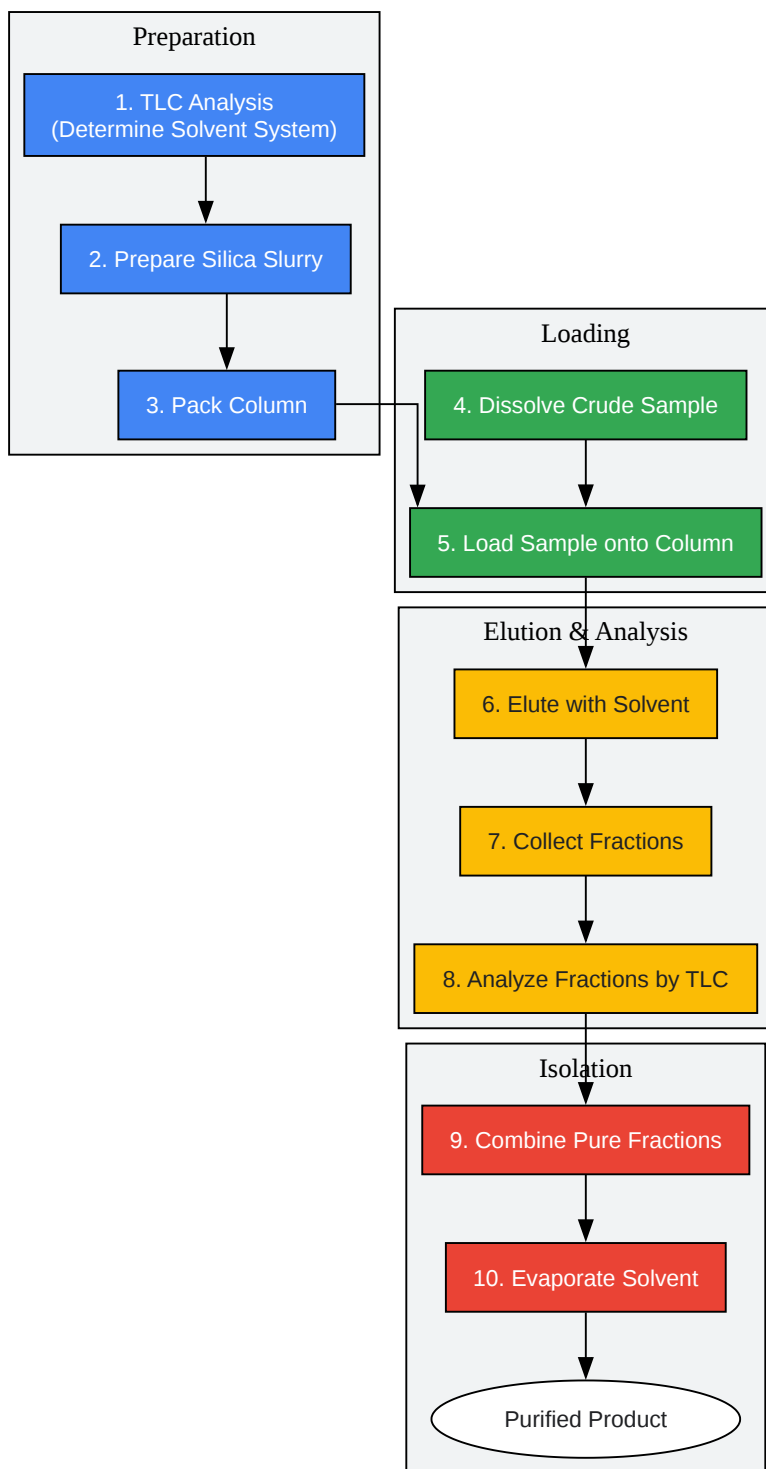 Preparation
1. TLC Analysis
(Determine Solvent System)
2. Prepare Silica Slurry
3. Pack Column
Loading
4. Dissolve Crude Sample
5. Load Sample onto Column
Elution & Analysis
6. Elute with Solvent
7. Collect Fractions
8. Analyze Fractions by TLC
Isolation
9. Combine Pure Fractions
10. Evaporate Solvent
Purified Product